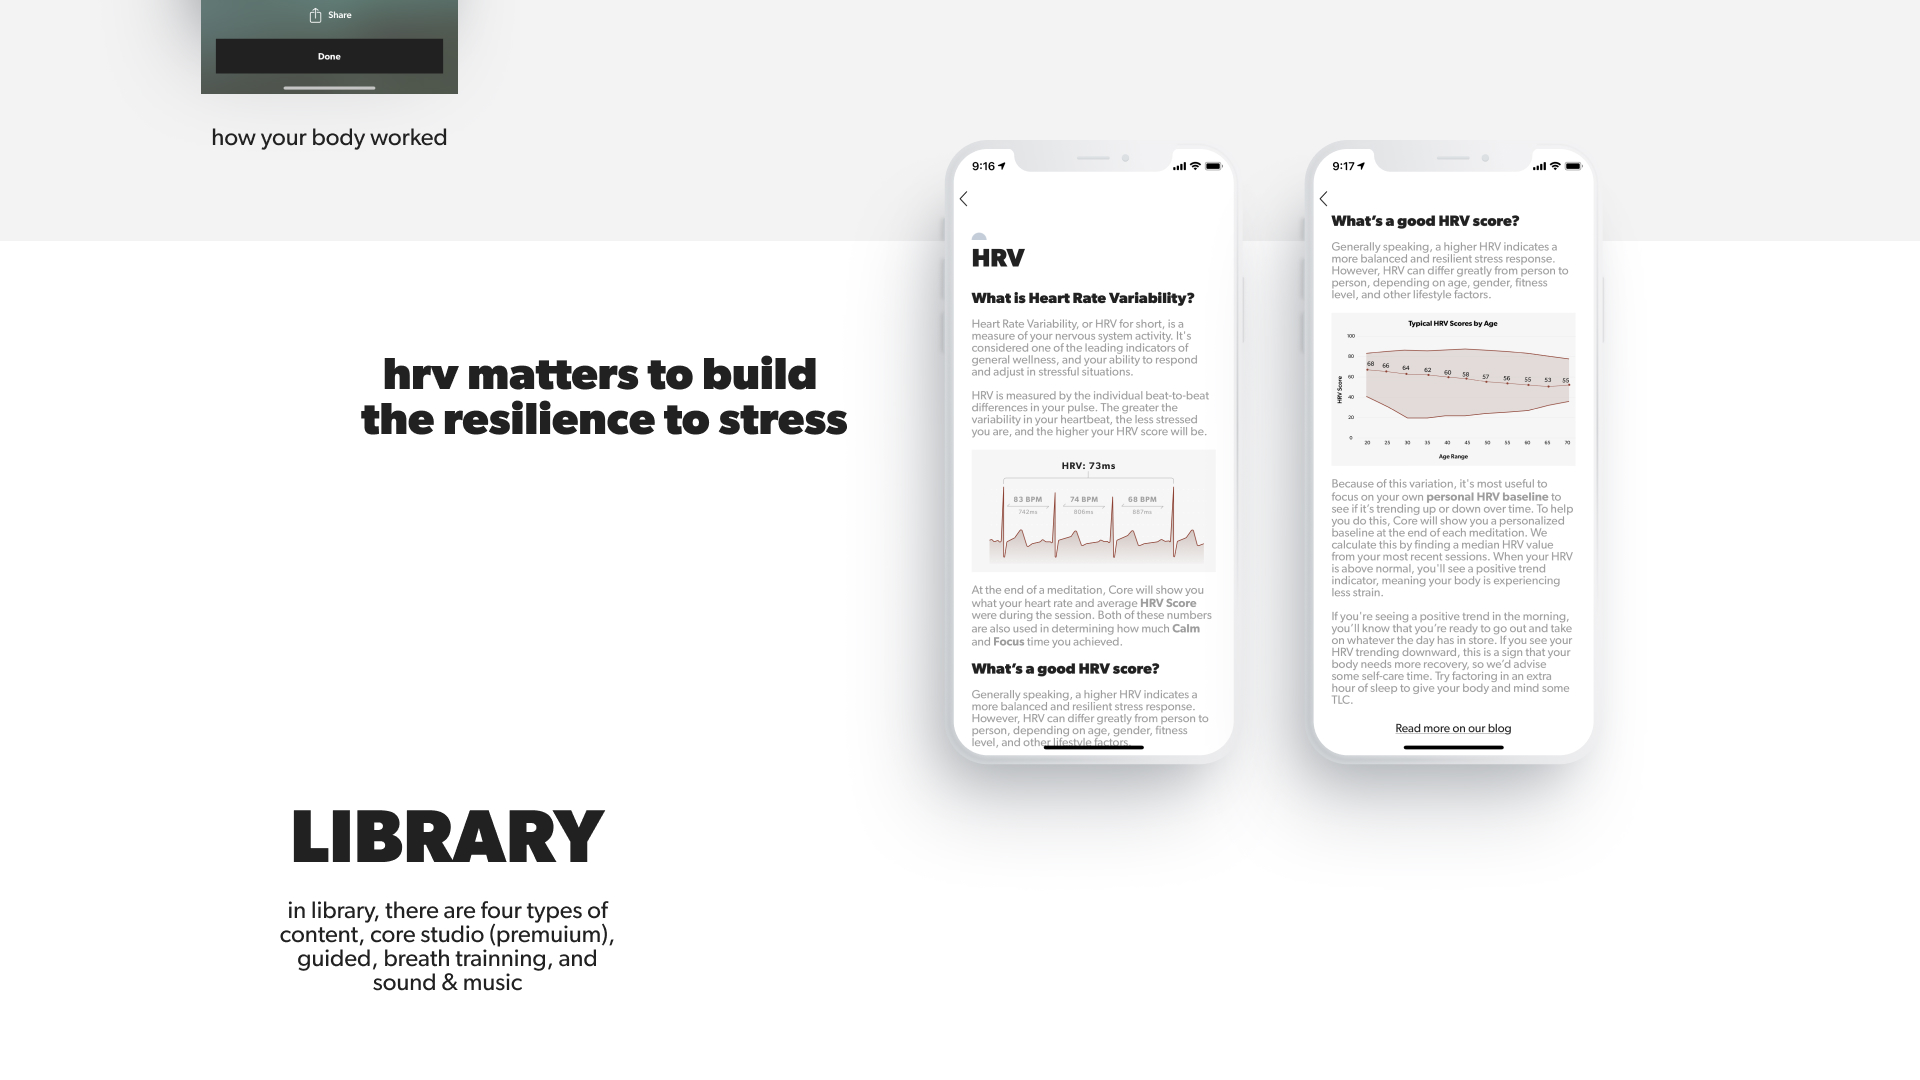 Share
Done
how your body worked
hrv matters to build
the resilience to stress
9:16
HRV
What is Heart Rate Variability?
Heart Rate Variability, or HRV for short, is a
measure of your nervous system activity. It's
considered one of the leading indicators of
general wellness, and your ability to respond
and adjust in stressful situations.
HRV is measured by the individual beat-to-beat
differences in your pulse. The greater the
variability in your heartbeat, the less stressed
you are, and the higher your HRV score will be.
HRV: 73ms
83 BPM 74 BPM 68 BPM
742ms 806ms 887ms
At the end of a meditation, Core will show you
what your heart rate and average HRV Score
were during the session. Both of these numbers
are also used in determining how much Calm
and Focus time you achieved.
What's a good HRV score?
Generally speaking, a higher HRV indicates a
more balanced and resilient stress response.
However, HRV can differ greatly from person to
person, depending on age, gender, fitness
level, and other lifestyle factors.
9:17
What's a good HRV score?
Generally speaking, a higher HRV indicates a
more balanced and resilient stress response.
However, HRV can differ greatly from person to
person, depending on age, gender, fitness
level, and other lifestyle factors.
Typical HRV Scores by Age
100
80
60
40
20
0
HRV Score
68 66 64 62 60 58 57 56 55 53 55
20 25 30 35 40 45 50 55 60 65 70
Age Range
Because of this variation, it's most useful to
focus on your own personal HRV baseline to
see if it's trending up or down over time. To help
you do this, Core will show you a personalized
baseline at the end of each meditation. We
calculate this by finding a median HRV value
from your most recent sessions. When your HRV
is above normal, you'll see a positive trend
indicator, meaning your body is experiencing
less strain.
If you're seeing a positive trend in the morning,
you'll know that you're ready to go out and take
on whatever the day has in store. If you see your
HRV trending downward, this is a sign that your
body needs more recovery, so we'd advise
some self-care time. Try factoring in an extra
hour of sleep to give your body and mind some
TLC.
Read more on our blog
LIBRARY
in library, there are four types of
content, core studio (premuium),
guided, breath trainning, and
sound & music